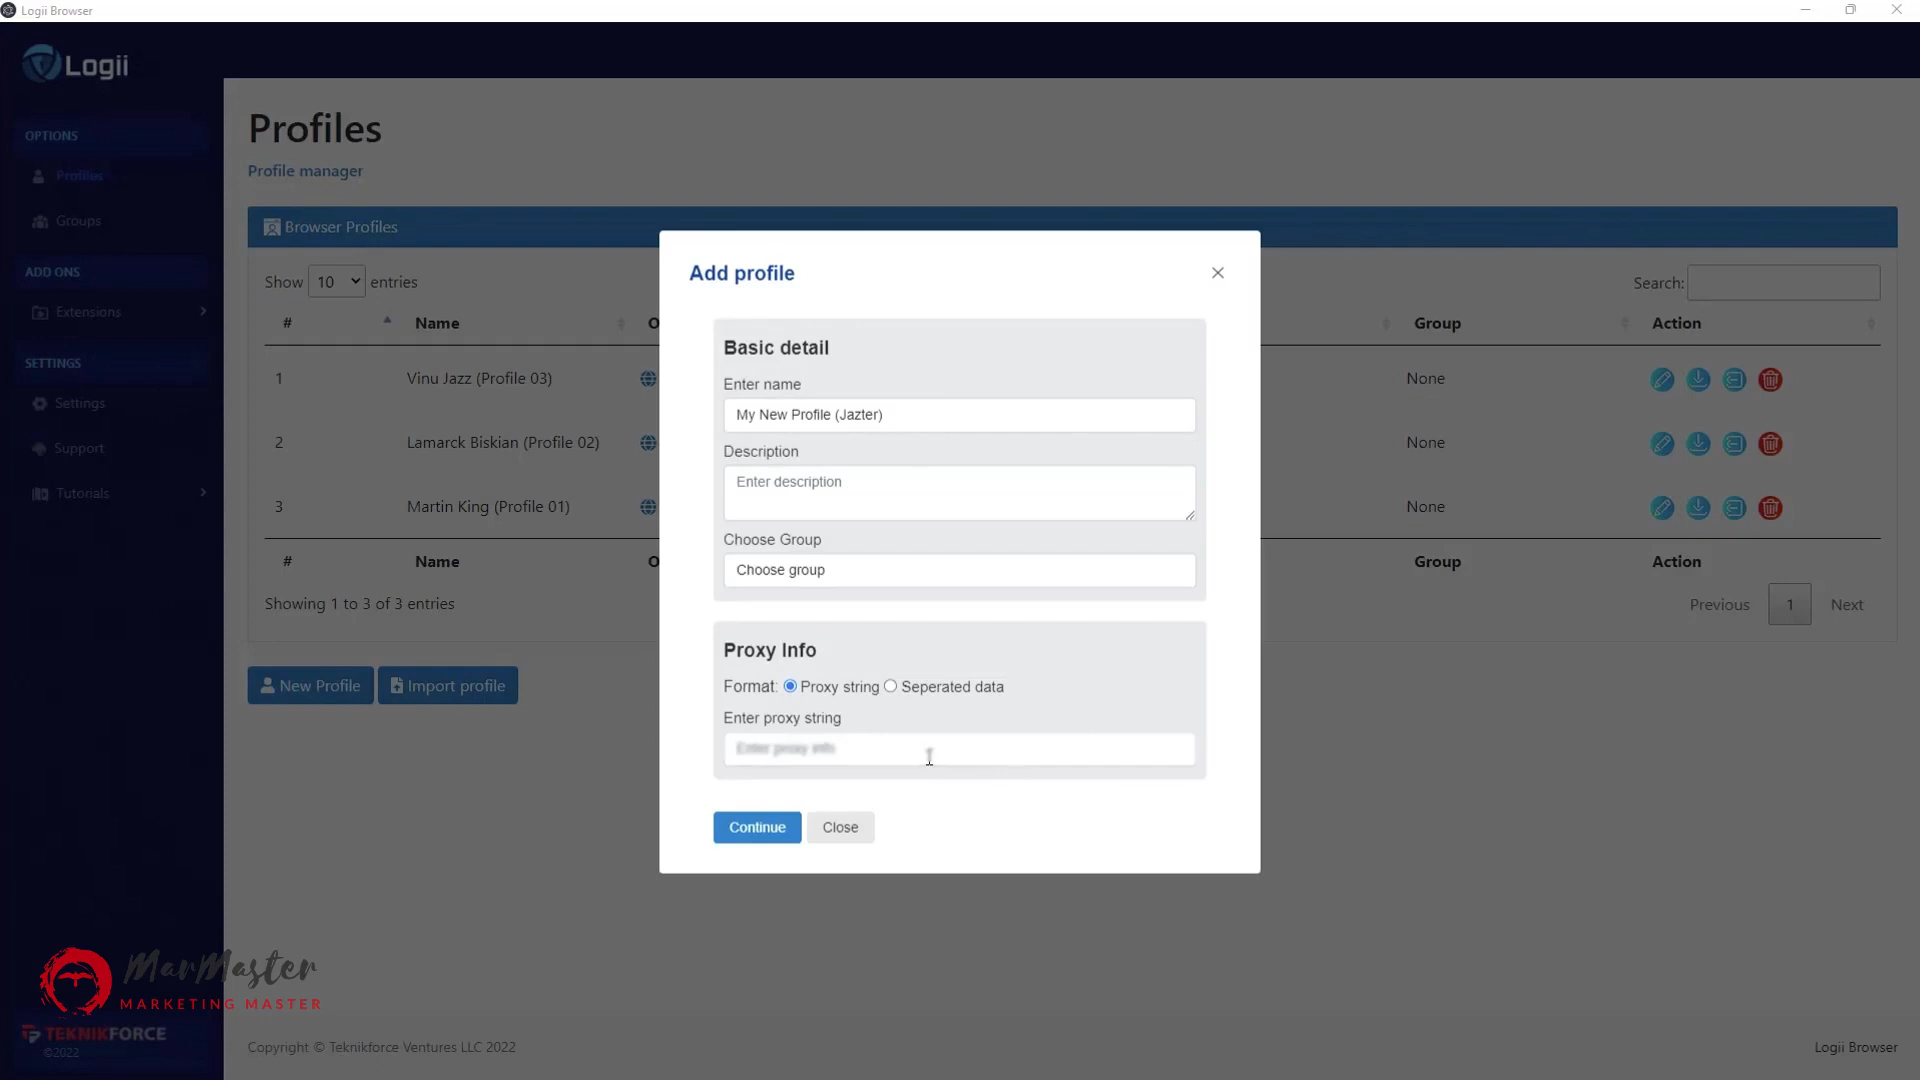 Logii Browser
Logii
OPTIONS
Profiles
Groups
ADD ONS
Extensions
SETTINGS
Settings
Support
Tutorials
Profiles
Profile manager
Browser Profiles
Show 10 entries
Search:
# Name O Group Action
1 Vinu Jazz (Profile 03) None
2 Lamarck Biskian (Profile 02) None
3 Martin King (Profile 01) None
# Name O Group Action
Showing 1 to 3 of 3 entries
Previous 1 Next
New Profile Import profile
Add profile
Basic detail
Enter name
My New Profile (Jazter)
Description
Enter description
Choose Group
Choose group
Proxy Info
Format: Proxy string Seperated data
Enter proxy string
Enter proxy info
Continue Close
MarMaster
MARKETING MASTER
TEKNIKFORCE
©2022
Copyright © Teknikforce Ventures LLC 2022
Logii Browser